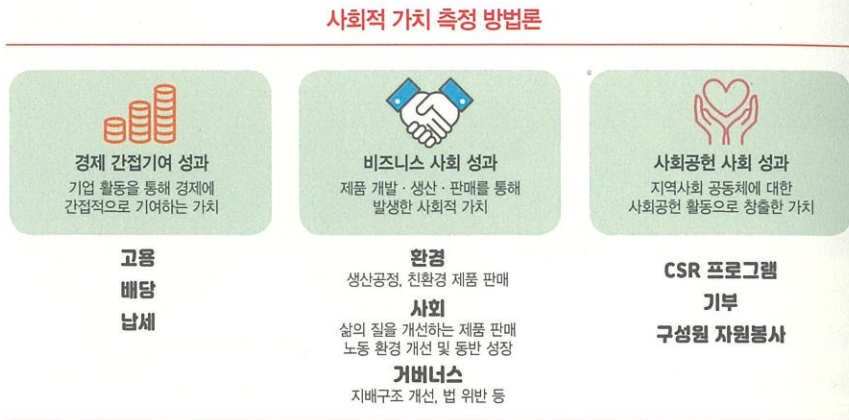 사회적 가치 측정 방법론
경제 간접기여 성과
기업 활동을 통해 경제에
간접적으로 기여하는 가치
고용
배당
납세
비즈니스 사회 성과
제품 개발 · 생산 · 판매를 통해
발생한 사회적 가치
환경
생산공정, 친환경 제품 판매
사회
삶의 질을 개선하는 제품 판매
노동 환경 개선 및 동반 성장
거버넌스
지배구조 개선, 법 위반 등
사회공헌 사회 성과
지역사회 공동체에 대한
사회공헌 활동으로 창출한 가치
CSR 프로그램
기부
구성원 자원봉사